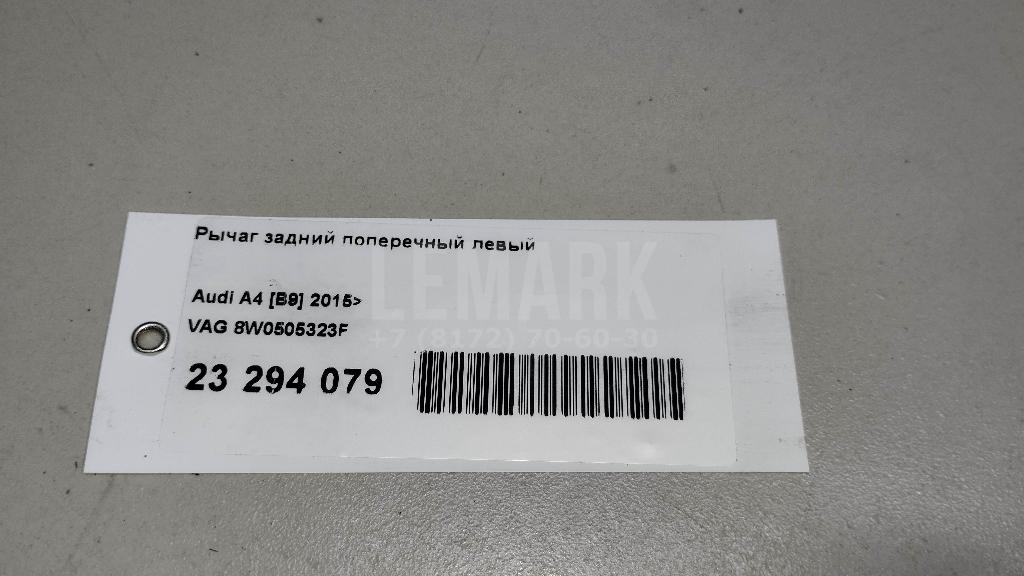 Рычаг задний поперечный левый
LEMARK
Audi A4 [B9] 2015>
VAG 8W0505323F
+7 (8172) 70-60-30
23 294 079